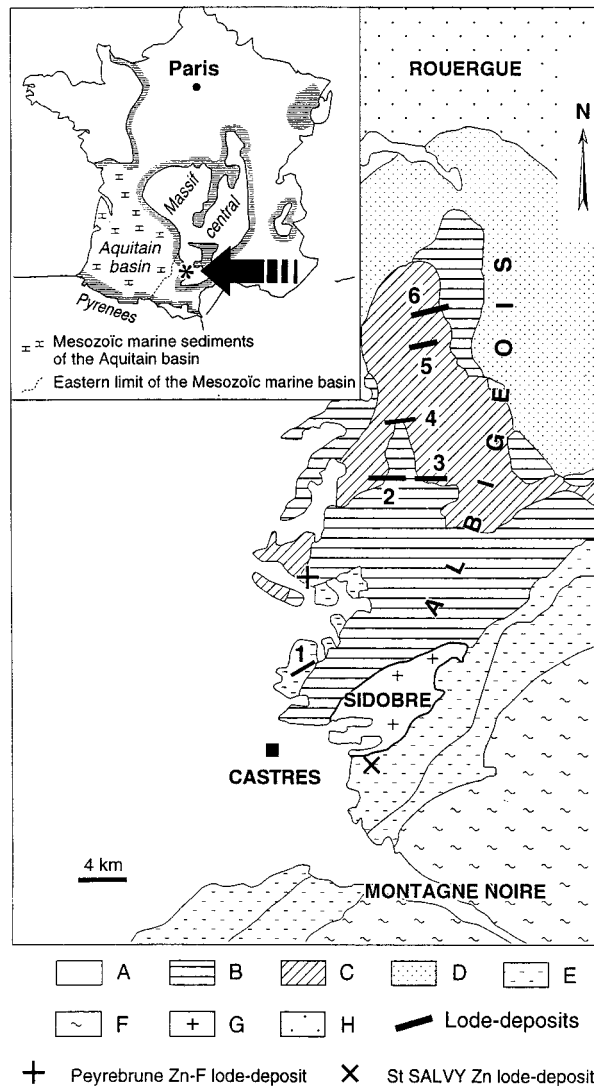 Paris
Massif
central
Aquitain
basin
Pyrenees
Mesozoïc marine sediments
of the Aquitain basin
Eastern limit of the Mesozoïc marine basin
ROUERGUE
N
ALBIGEOIS
6
5
4
3
2
1
SIDOBRE
CASTRES
4 km
MONTAGNE NOIRE
A B C D E
F G H Lode-deposits
Peyrebrune Zn-F lode-deposit St SALVY Zn lode-deposit